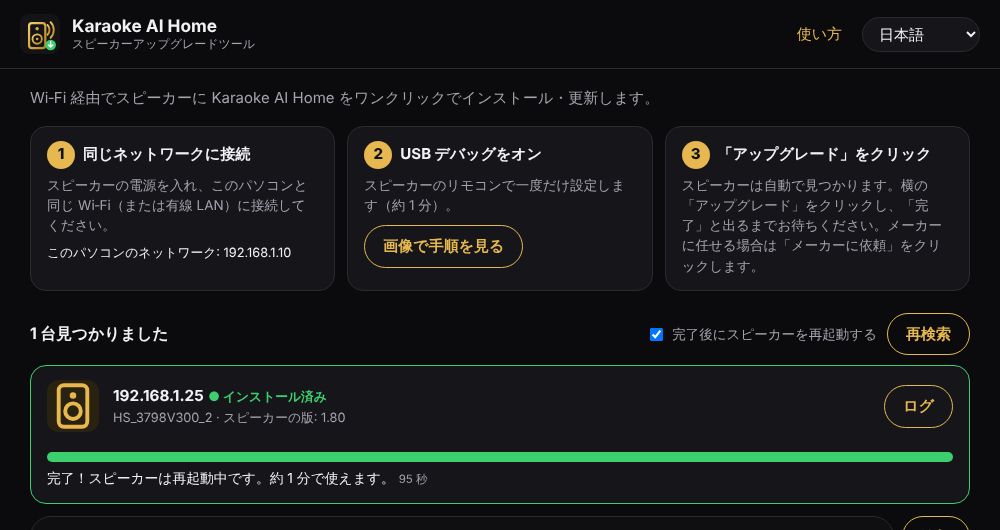 Karaoke AI Home
スピーカーアップグレードツール
使い方
日本語
Wi-Fi 経由でスピーカーに Karaoke AI Home をワンクリックでインストール・更新します。
1 同じネットワークに接続
スピーカーの電源を入れ、このパソコンと
同じ Wi-Fi（または有線 LAN）に接続して
ください。
このパソコンのネットワーク: 192.168.1.10
2 USB デバッグをオン
スピーカーのリモコンで一度だけ設定しま
す（約 1 分）。
画像で手順を見る
3 「アップグレード」をクリック
スピーカーは自動で見つかります。横の
「アップグレード」をクリックし、「完
了」と出るまでお待ちください。メーカー
に任せる場合は「メーカーに依頼」をクリ
ックします。
1 台見つかりました
完了後にスピーカーを再起動する
再検索
192.168.1.25 インストール済み
HS_3798V300_2 · スピーカーの版: 1.80
ログ
完了！スピーカーは再起動中です。約 1 分で使えます。 95 秒